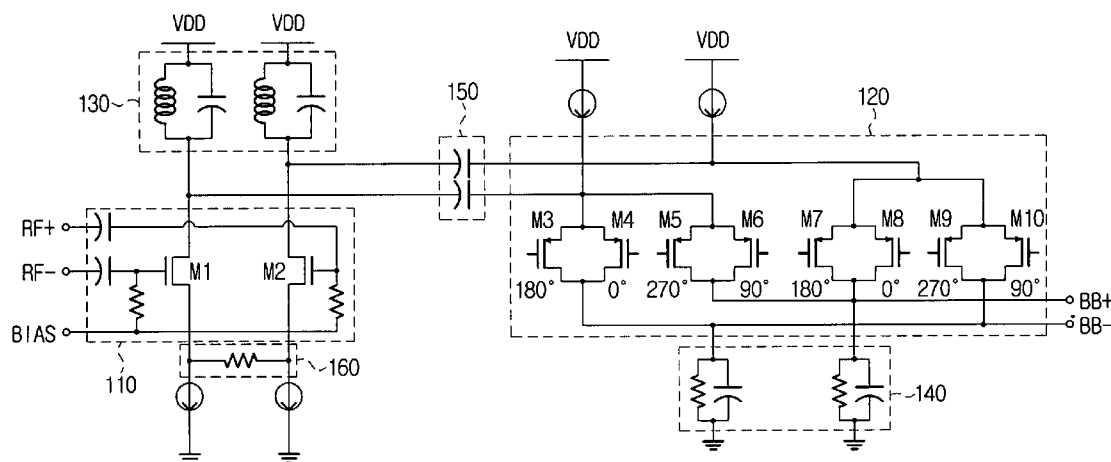 VDD VDD
VDD VDD
130
150
120
RF+
RF-
BIAS
M1 M2
M3 M4 M5 M6 M7 M8 M9 M10
180° 0° 270° 90° 180° 0° 270° 90°
BB+
BB-
110
160
140